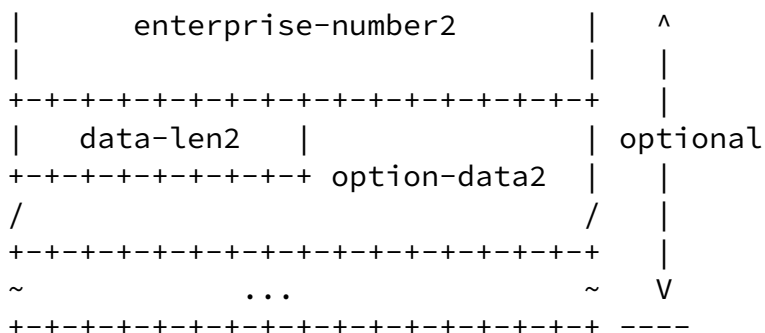 |      enterprise-number2       |   ^
|                               |   |
+-+-+-+-+-+-+-+-+-+-+-+-+-+-+-+-+   |
|   data-len2   |               | optional
+-+-+-+-+-+-+-+-+ option-data2  |   |
/                               /   |
+-+-+-+-+-+-+-+-+-+-+-+-+-+-+-+-+   |
~            ...                ~   V
+-+-+-+-+-+-+-+-+-+-+-+-+-+-+-+-+ ----